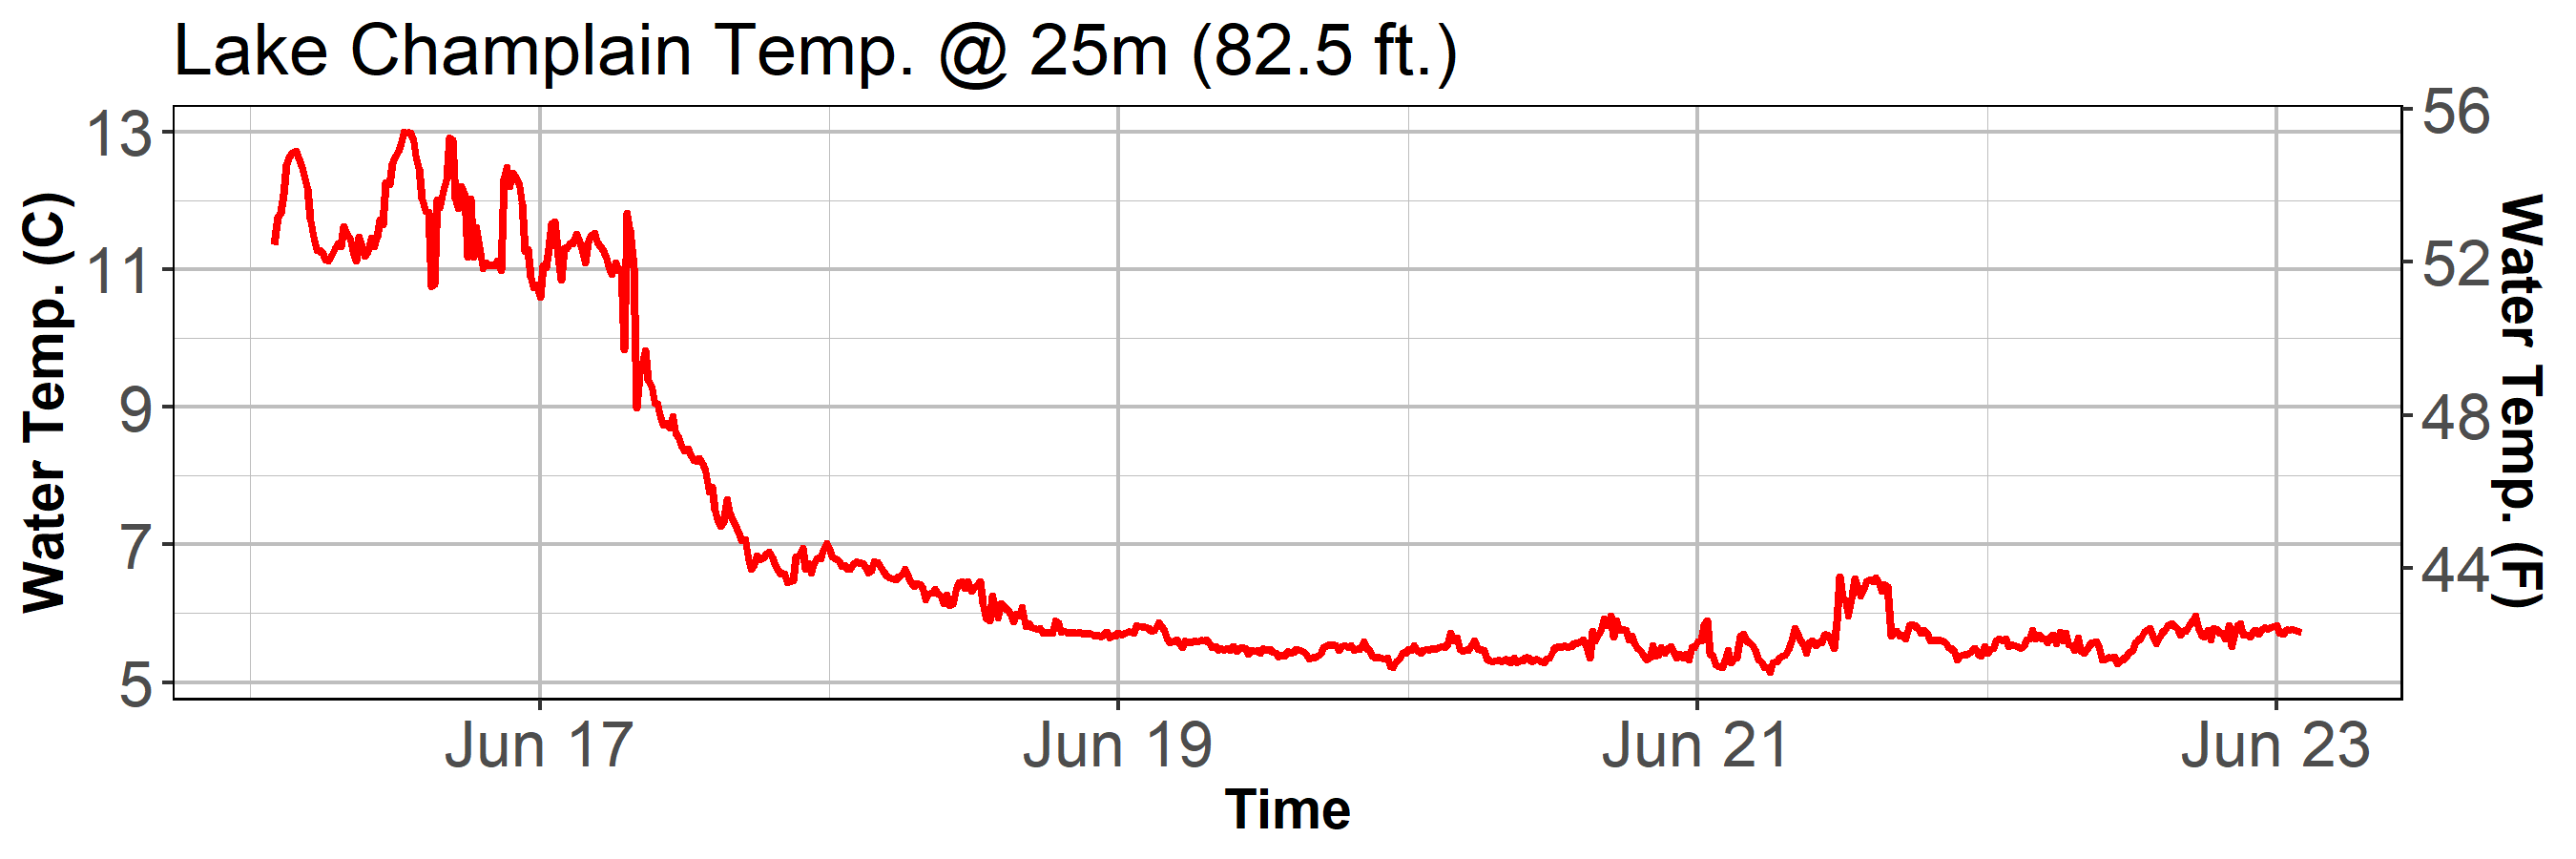 Lake Champlain Temp. @ 25m (82.5 ft.)
Water Temp. (C)
13
11
9
7
5
56
52
48
44
Water Temp. (F)
Jun 17
Jun 19
Jun 21
Jun 23
Time